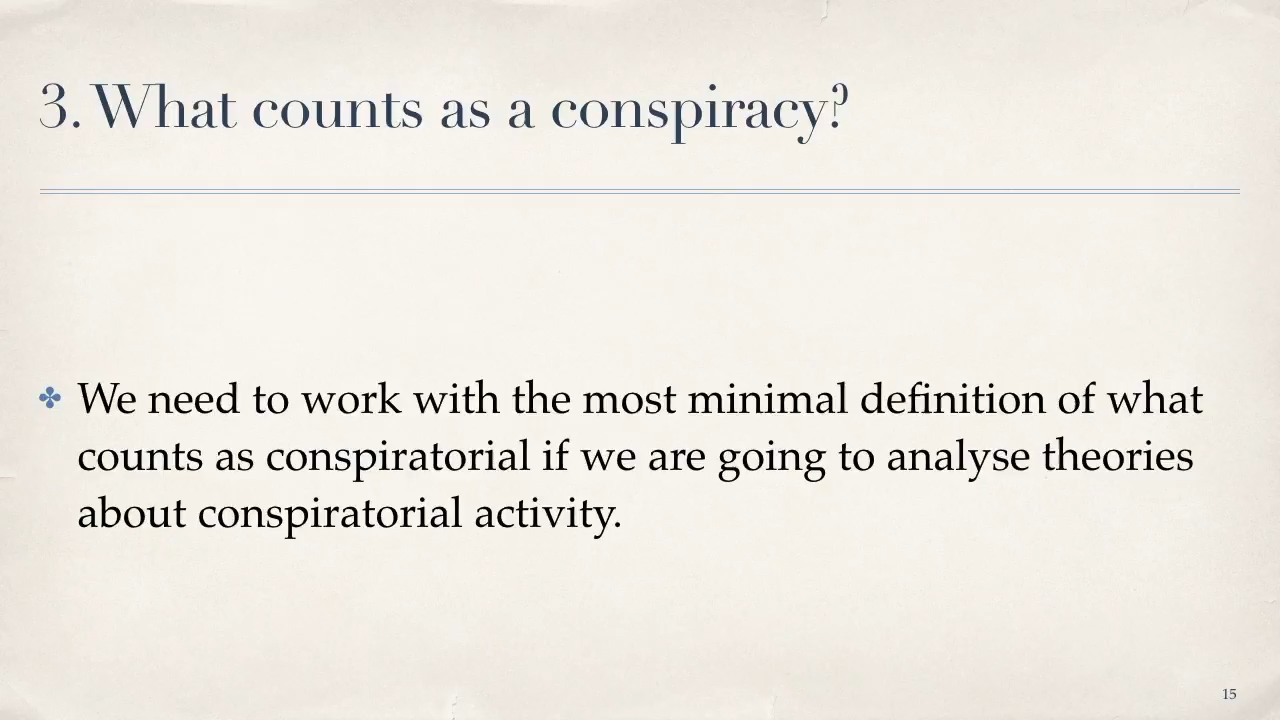 3. What counts as a conspiracy?
We need to work with the most minimal definition of what
counts as conspiratorial if we are going to analyse theories
about conspiratorial activity.
15